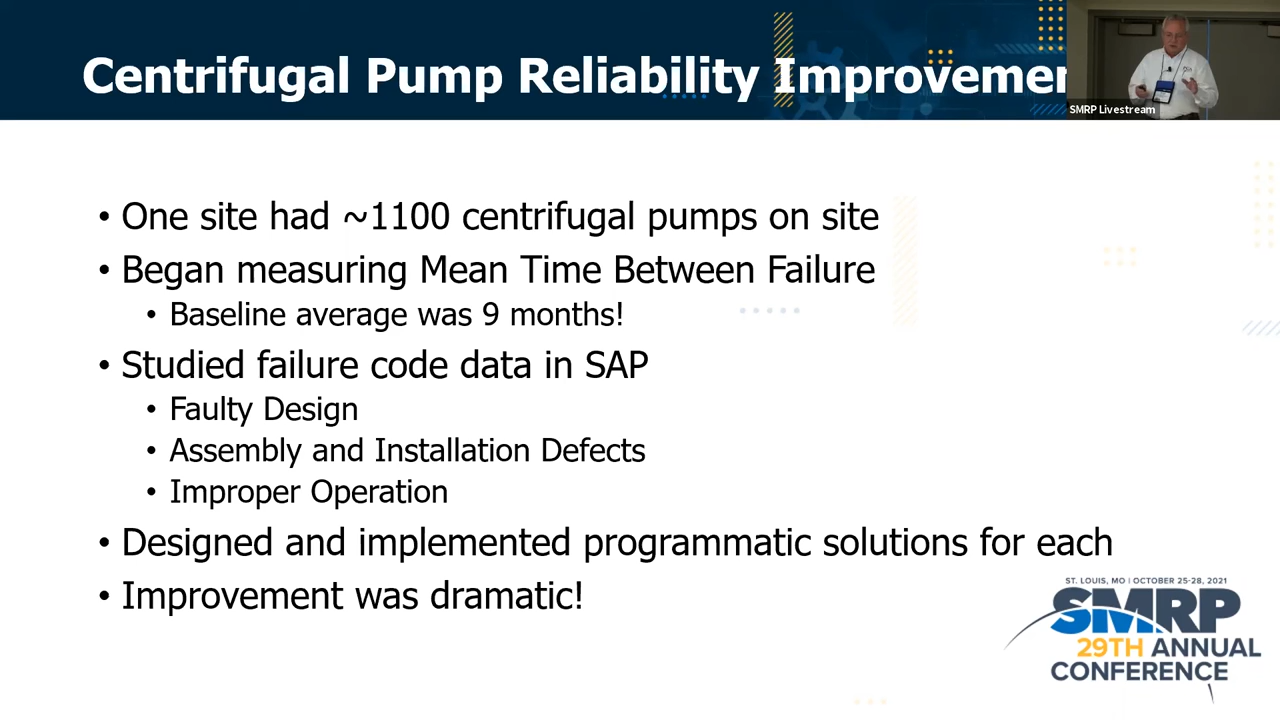 Centrifugal Pump Reliability Improvemen
SMRP Livestream
• One site had ~1100 centrifugal pumps on site
• Began measuring Mean Time Between Failure
• Baseline average was 9 months!
• Studied failure code data in SAP
• Faulty Design
• Assembly and Installation Defects
• Improper Operation
• Designed and implemented programmatic solutions for each
• Improvement was dramatic!
ST. LOUIS, MO | OCTOBER 25-28, 2021
SMRP
29TH ANNUAL
CONFERENCE